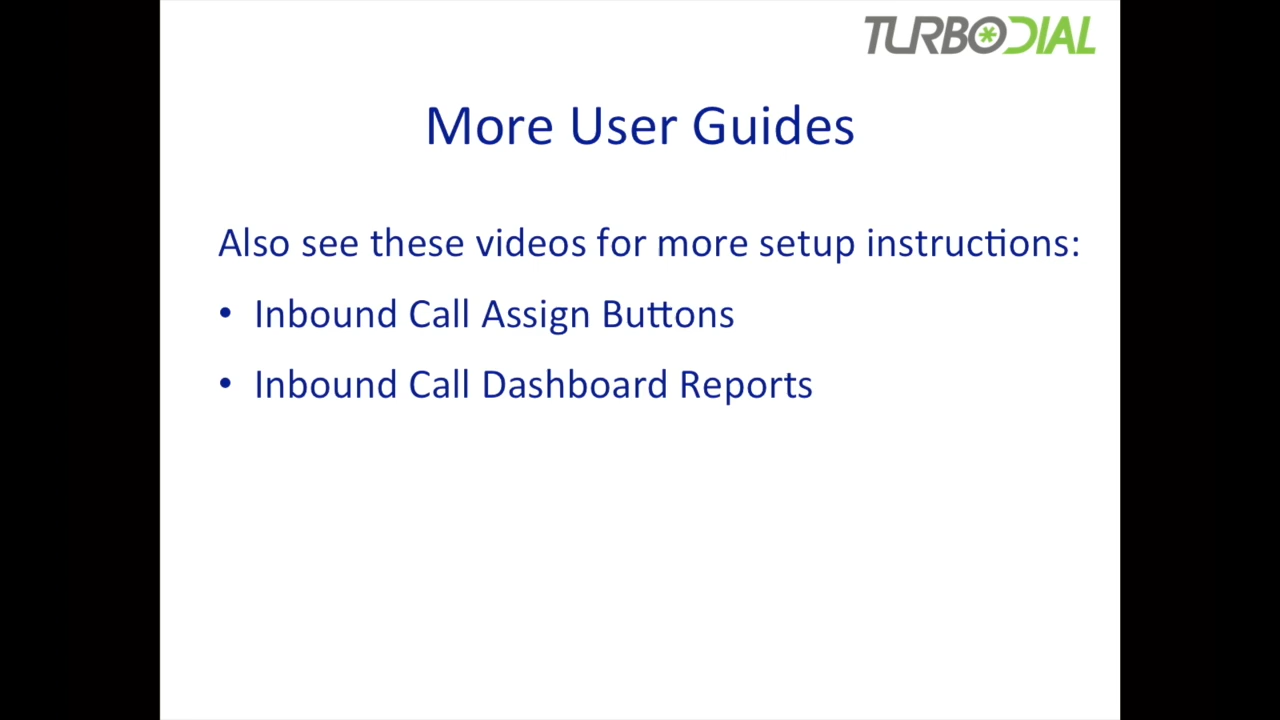 TURBODIAL
More User Guides
Also see these videos for more setup instructions:
• Inbound Call Assign Buttons
• Inbound Call Dashboard Reports